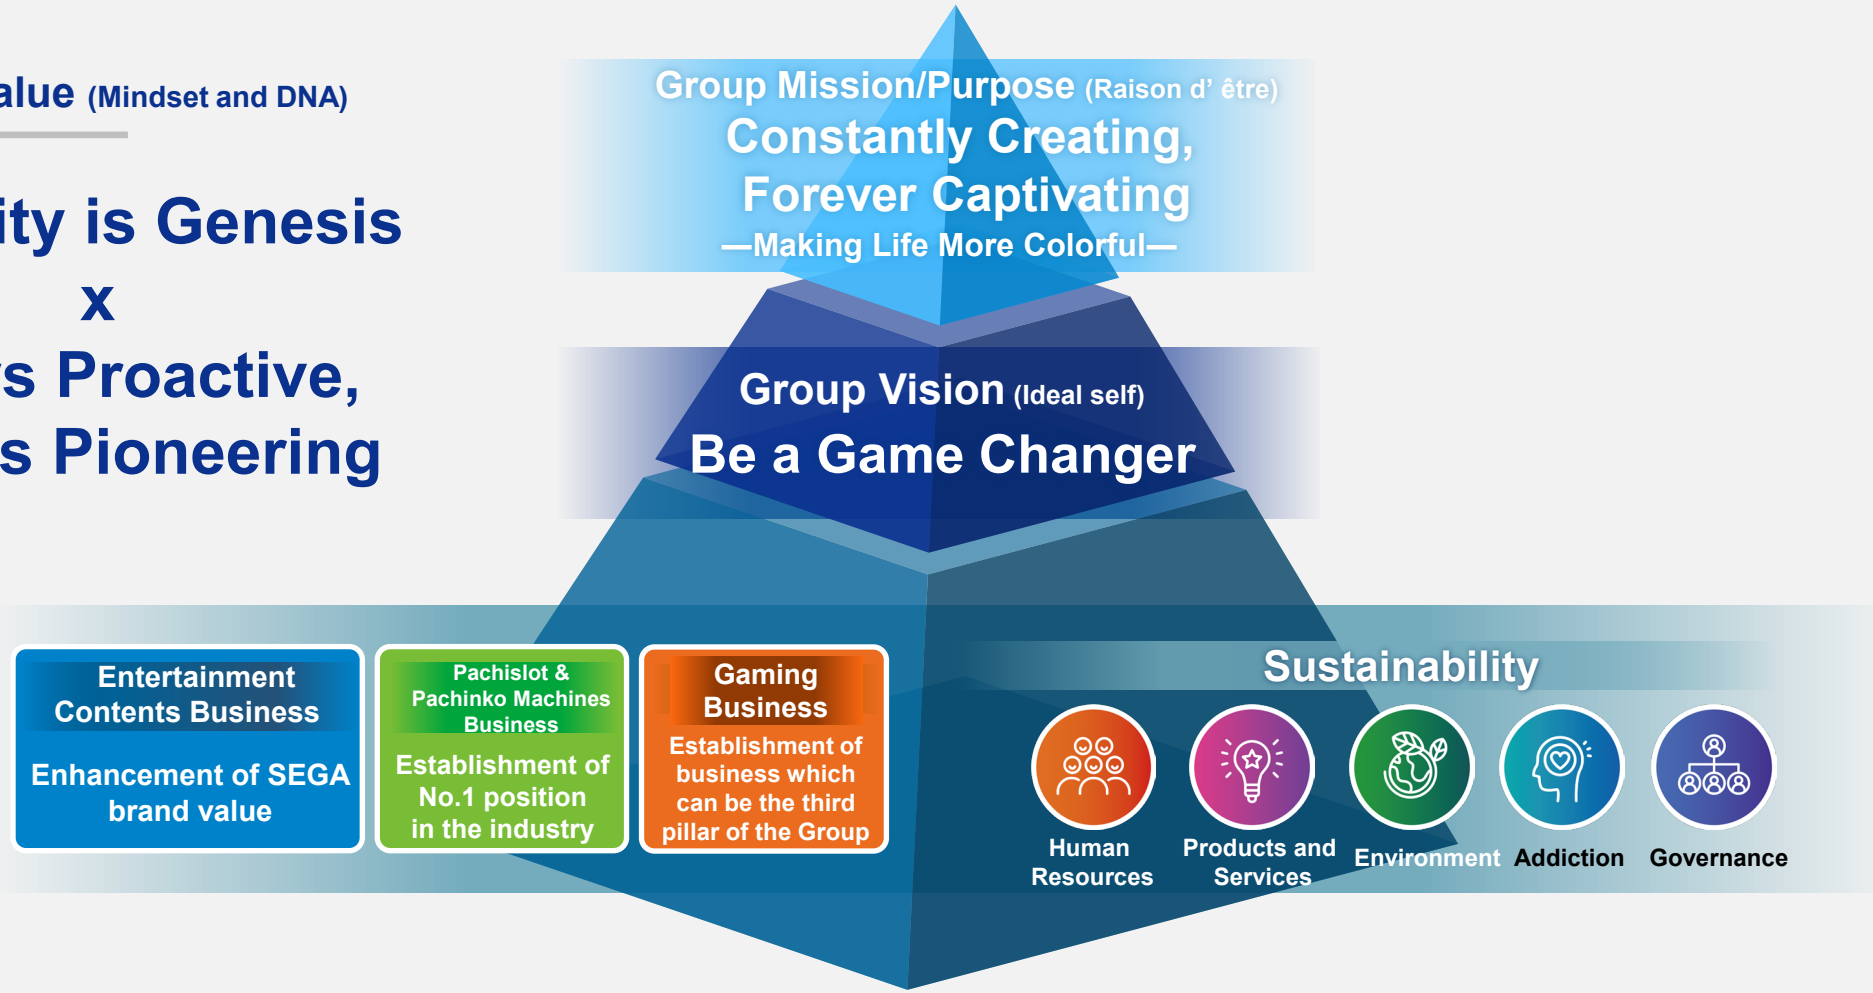 alue (Mindset and DNA)
ity is Genesis
x
s Proactive,
s Pioneering
Group Mission/Purpose (Raison d’ être)
Constantly Creating,
Forever Captivating
—Making Life More Colorful—
Group Vision (Ideal self)
Be a Game Changer
Entertainment
Contents Business
Enhancement of SEGA
brand value
Pachislot &
Pachinko Machines
Business
Establishment of
No.1 position
in the industry
Gaming
Business
Establishment of
business which
can be the third
pillar of the Group
Sustainability
Human
Resources
Products and
Services
Environment
Addiction
Governance